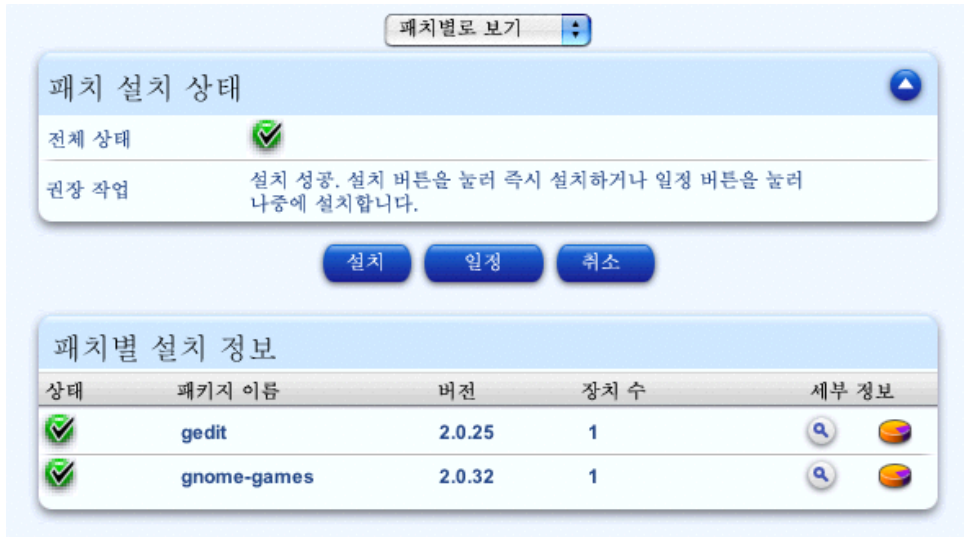 패치별로 보기
패치 설치 상태
전체 상태
권장 작업 설치 성공. 설치 버튼을 눌러 즉시 설치하거나 일정 버튼을 눌러
나중에 설치합니다.
설치 일정 취소
패치별 설치 정보
상태 패키지 이름 버전 장치 수 세부 정보
gedit 2.0.25 1
gnome-games 2.0.32 1